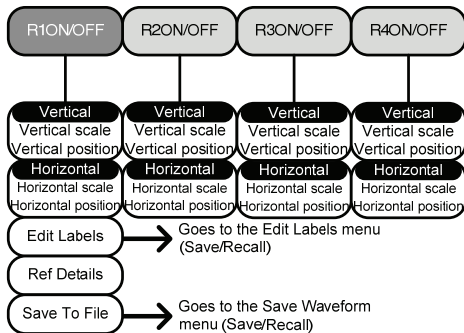 R1ON/OFF R2ON/OFF R3ON/OFF R4ON/OFF
Vertical Vertical Vertical Vertical
Vertical scale Vertical scale Vertical scale Vertical scale
Vertical position Vertical position Vertical position Vertical position
Horizontal Horizontal Horizontal Horizontal
Horizontal scale Horizontal scale Horizontal scale Horizontal scale
Horizontal position Horizontal position Horizontal position Horizontal position
Edit Labels Goes to the Edit Labels menu
(Save/Recall)
Ref Details
Save To File Goes to the Save Waveform
menu (Save/Recall)